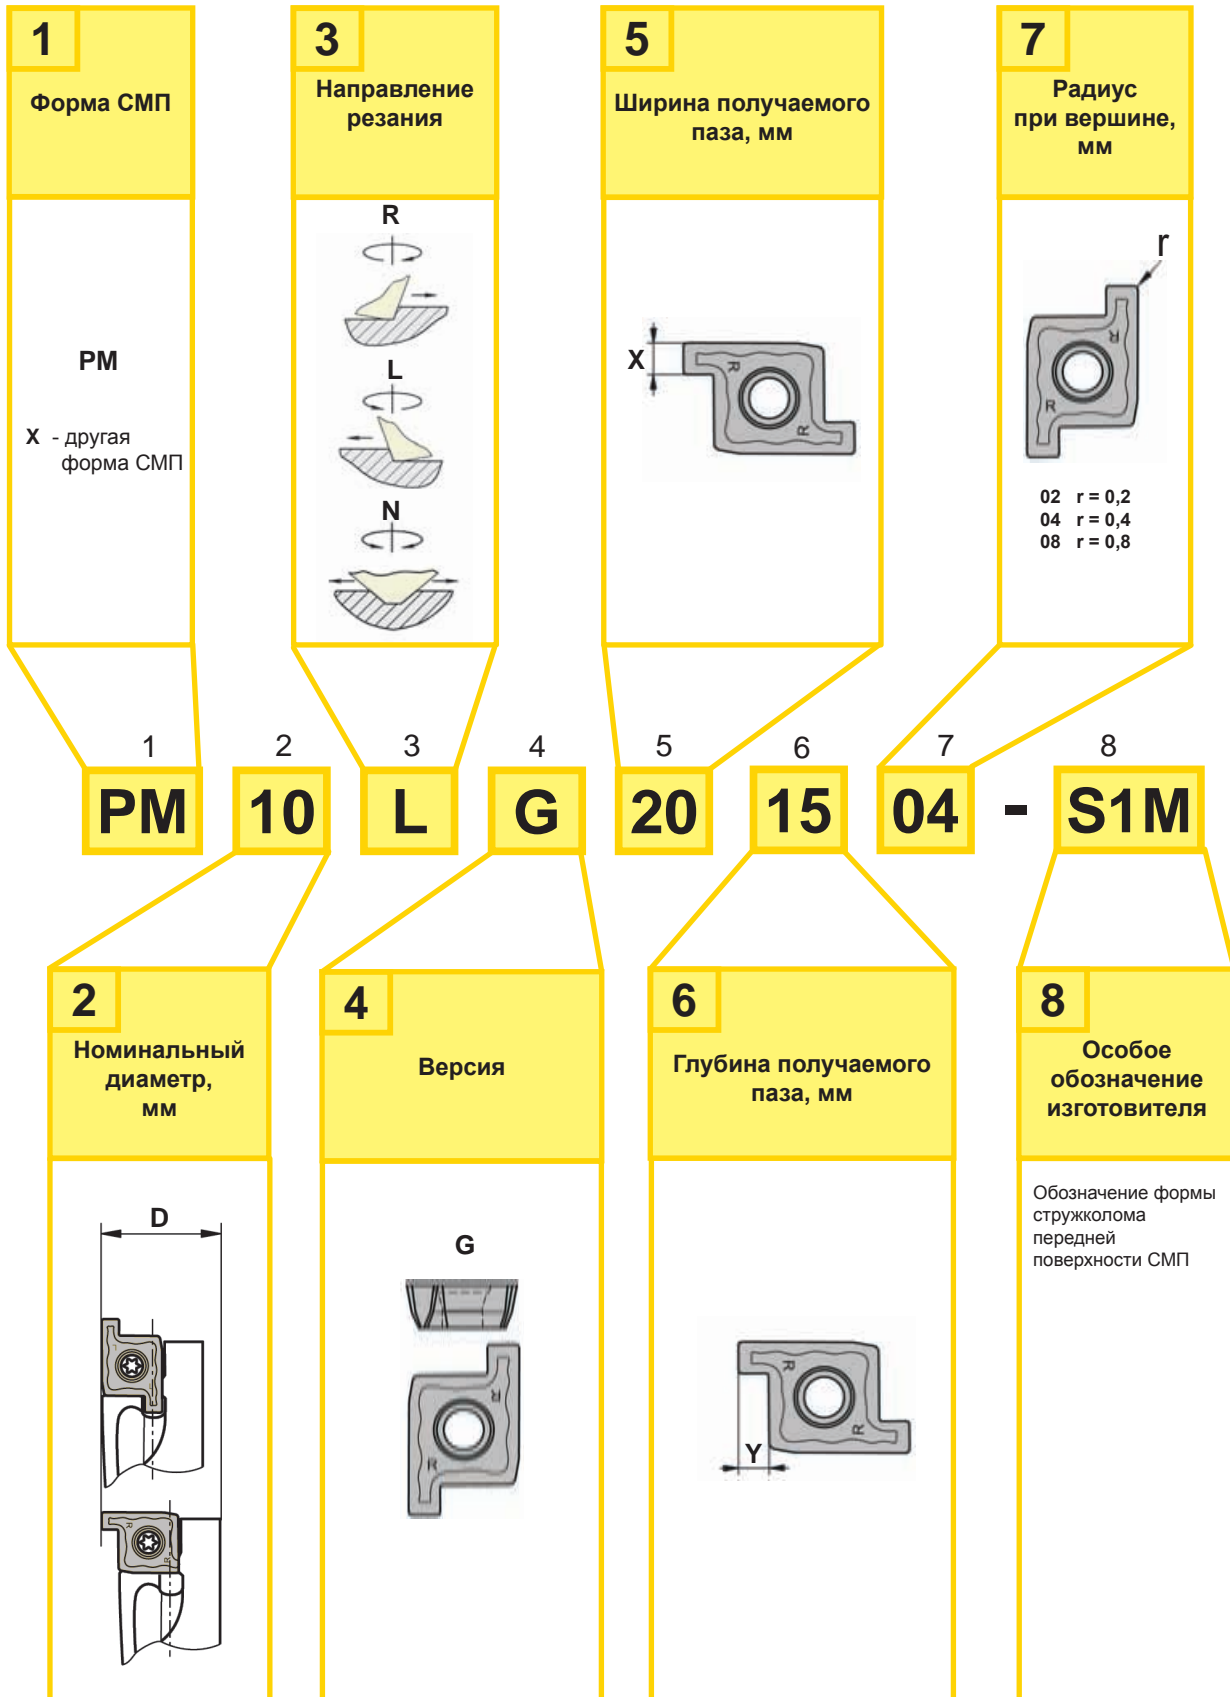 1
Форма СМП
PM
X - другая
форма СМП
3
Направление
резания
R
L
N
5
Ширина получаемого
паза, мм
X
R
R
7
Радиус
при вершине,
мм
r
R
R
02 r = 0,2
04 r = 0,4
08 r = 0,8
1 2 3 4 5 6 7 8
PM 10 L G 20 15 04 - S1M
2
Номинальный
диаметр,
мм
D
R
R
4
Версия
G
R
R
6
Глубина получаемого
паза, мм
R
R
Y
8
Особое
обозначение
изготовителя
Обозначение формы
стружколома
передней
поверхности СМП